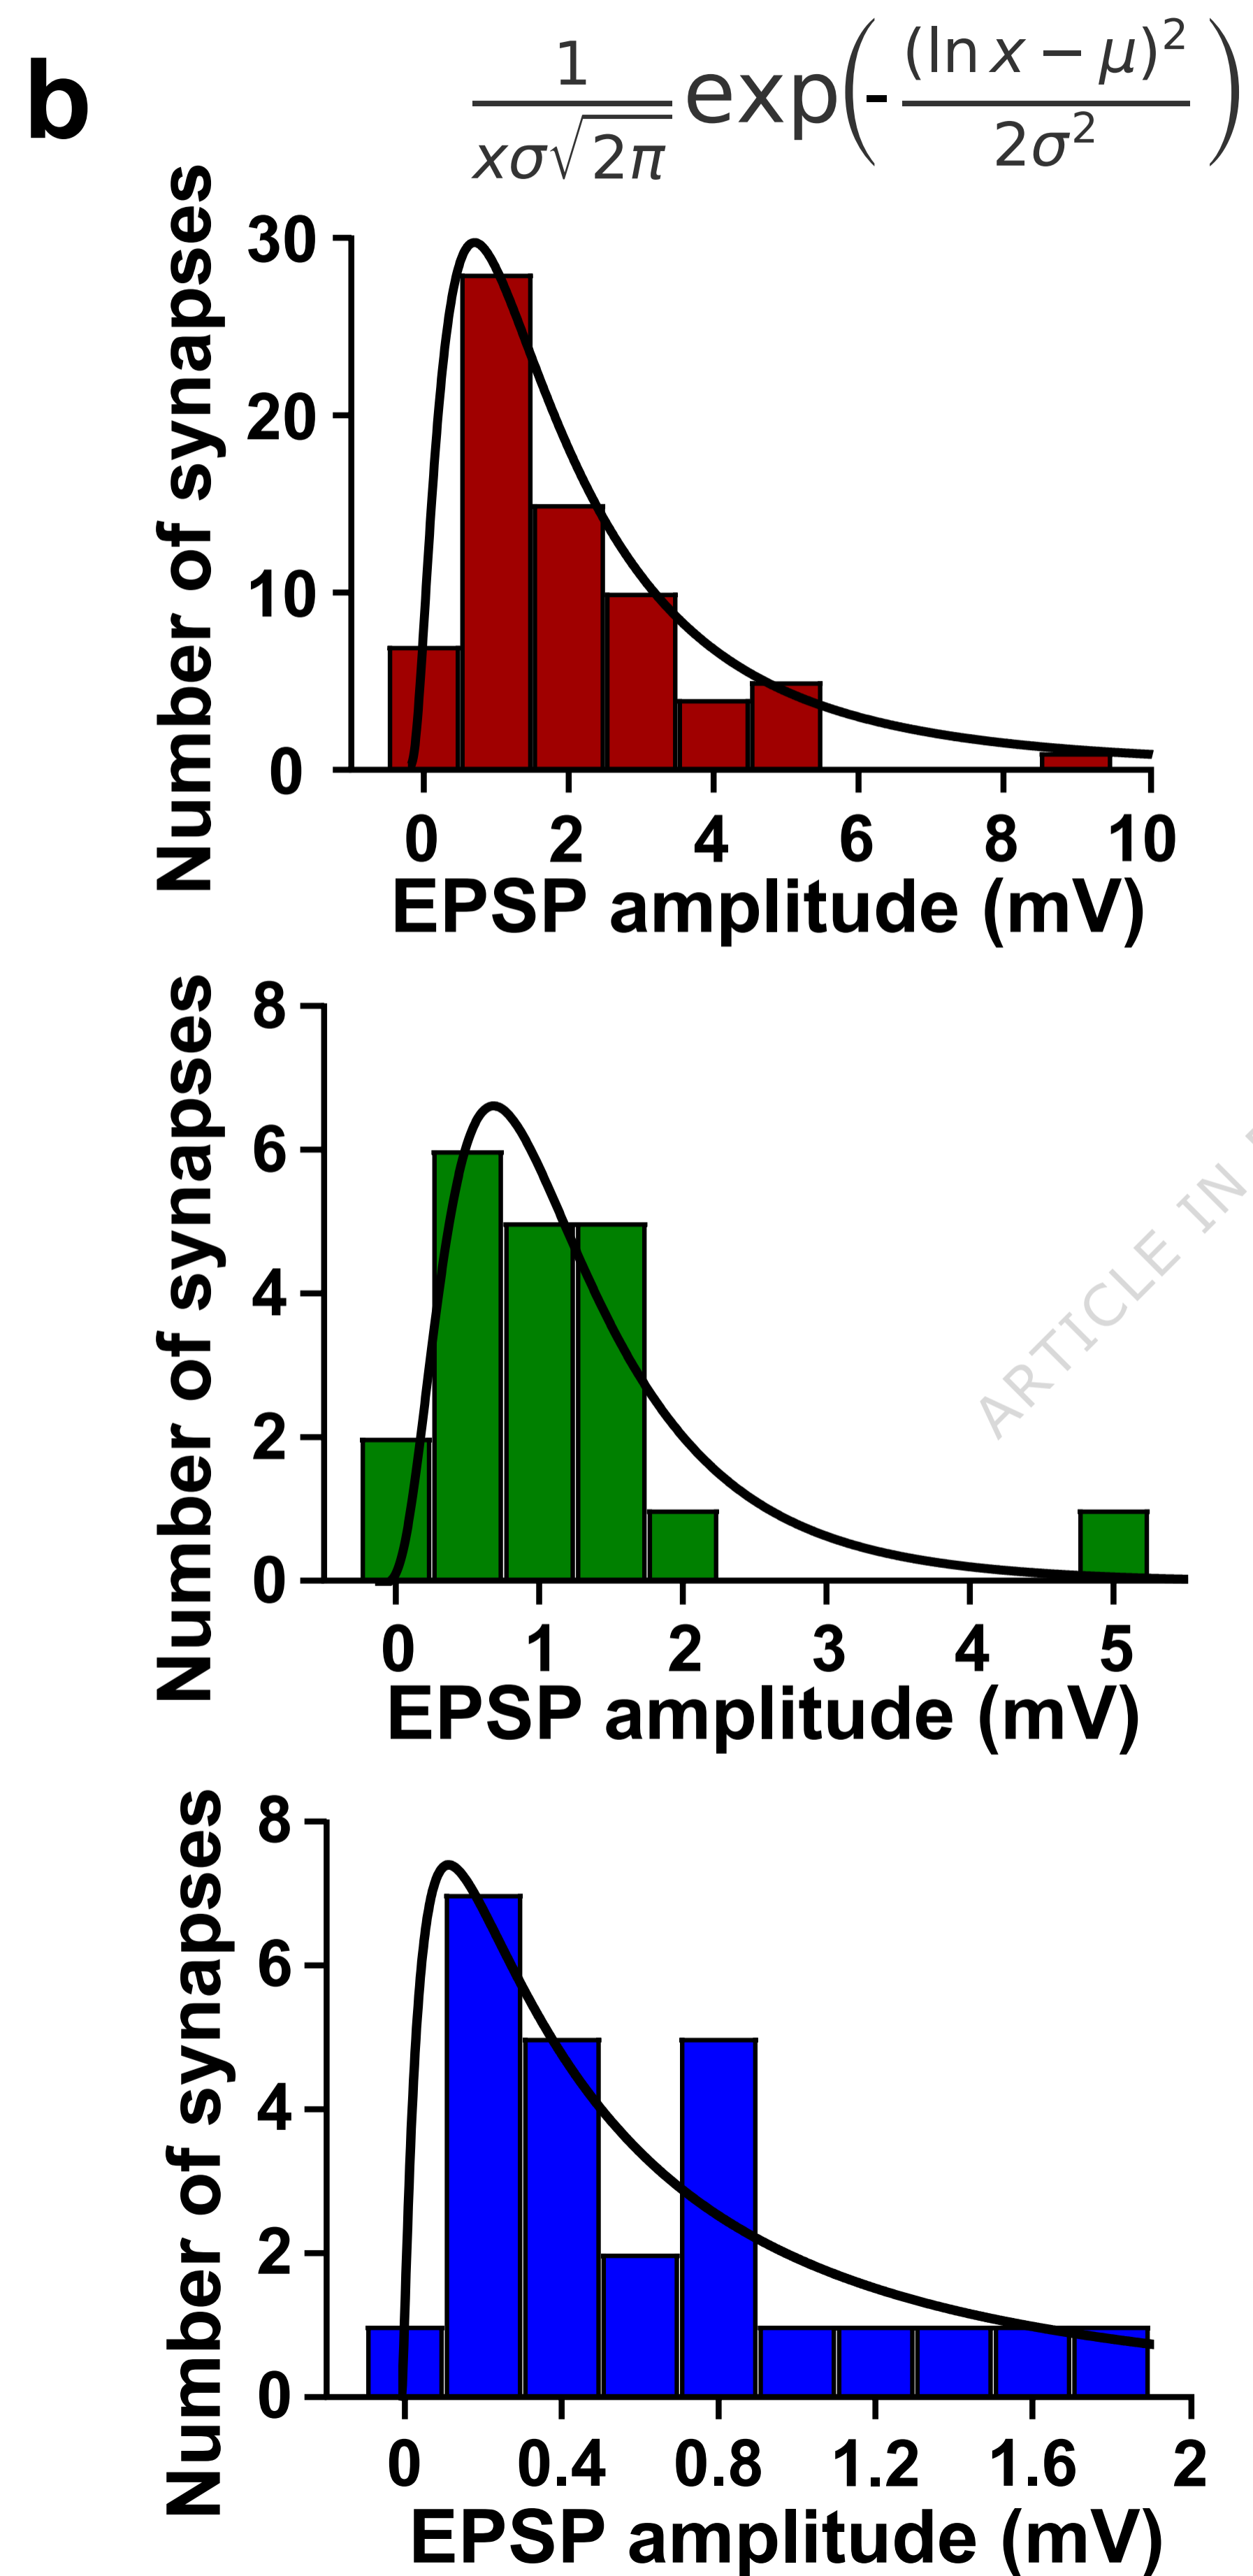 b
1/(xσ√2π) exp(-(ln x − μ)²/2σ²)
Number of synapses
30
20
10
0
0 2 4 6 8 10
EPSP amplitude (mV)
Number of synapses
8
6
4
2
0
0 1 2 3 4 5
EPSP amplitude (mV)
ARTICLE IN
Number of synapses
8
6
4
2
0
0 0.4 0.8 1.2 1.6 2
EPSP amplitude (mV)